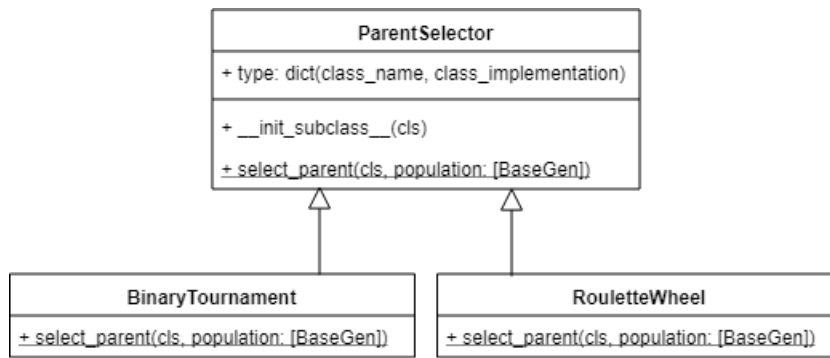 ParentSelector
+ type: dict(class_name, class_implementation)
+ __init_subclass__(cls)
+ select_parent(cls, population: [BaseGen])
BinaryTournament
+ select_parent(cls, population: [BaseGen])
RouletteWheel
+ select_parent(cls, population: [BaseGen])